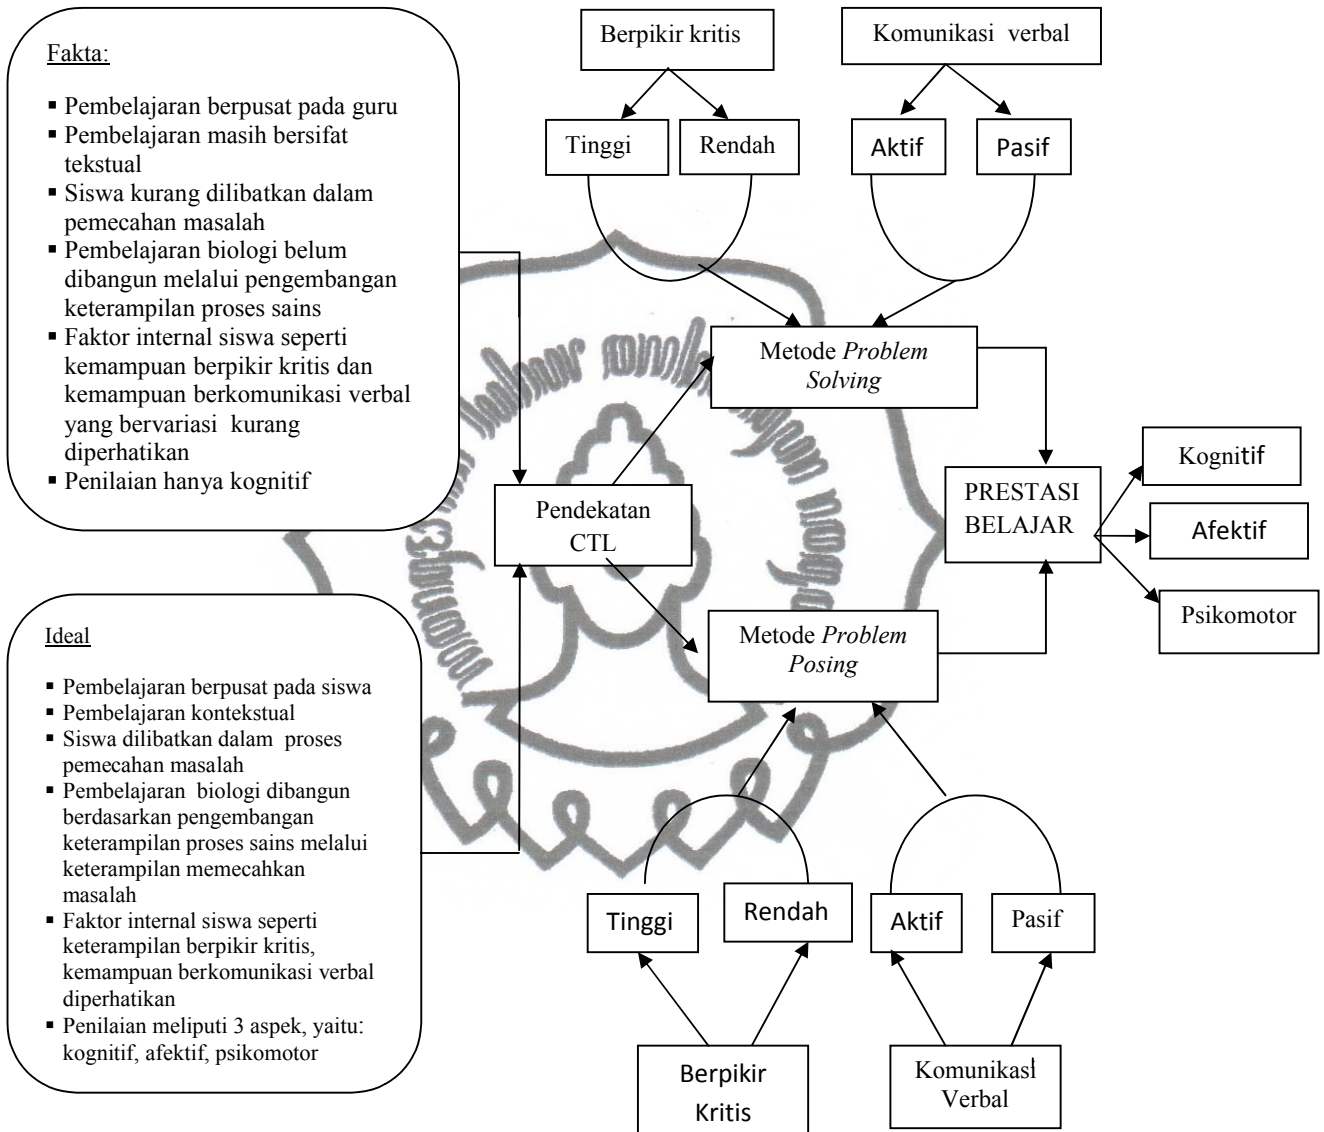 Fakta:
▪ Pembelajaran berpusat pada guru
▪ Pembelajaran masih bersifat
tekstual
▪ Siswa kurang dilibatkan dalam
pemecahan masalah
▪ Pembelajaran biologi belum
dibangun melalui pengembangan
keterampilan proses sains
▪ Faktor internal siswa seperti
kemampuan berpikir kritis dan
kemampuan berkomunikasi verbal
yang bervariasi kurang
diperhatikan
▪ Penilaian hanya kognitif
Ideal
▪ Pembelajaran berpusat pada siswa
▪ Pembelajaran kontekstual
▪ Siswa dilibatkan dalam proses
pemecahan masalah
▪ Pembelajaran biologi dibangun
berdasarkan pengembangan
keterampilan proses sains melalui
keterampilan memecahkan
masalah
▪ Faktor internal siswa seperti
keterampilan berpikir kritis,
kemampuan berkomunikasi verbal
diperhatikan
▪ Penilaian meliputi 3 aspek, yaitu:
kognitif, afektif, psikomotor
Berpikir kritis
Komunikasi verbal
Tinggi
Rendah
Aktif
Pasif
Metode Problem
Solving
Pendekatan
CTL
PRESTASI
BELAJAR
Kognitif
Afektif
Psikomotor
Metode Problem
Posing
Tinggi
Rendah
Aktif
Pasif
Berpikir
Kritis
Komunikasi
Verbal